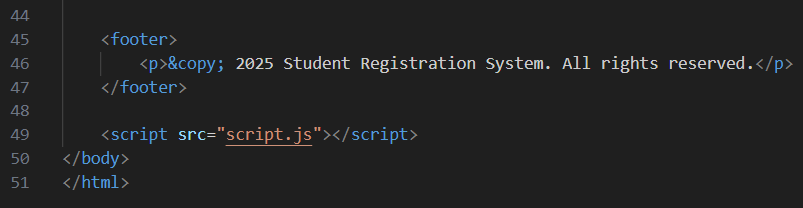 44
45 <footer>
46 <p>&copy; 2025 Student Registration System. All rights reserved.</p>
47 </footer>
48
49 <script src="script.js"></script>
50 </body>
51 </html>